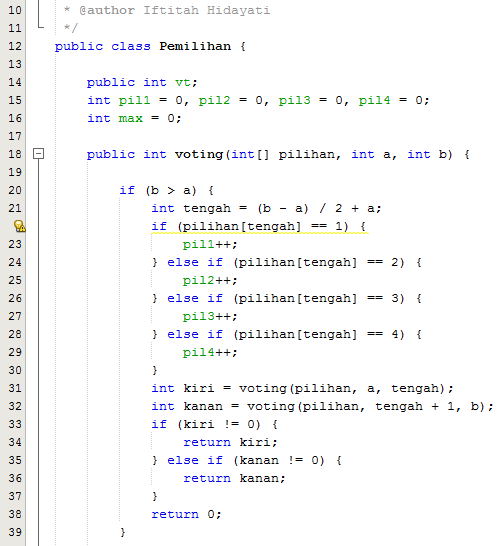 10 * @author Iftitah Hidayati
11 */
12 public class Pemilihan {
13
14 public int vt;
15 int pil1 = 0, pil2 = 0, pil3 = 0, pil4 = 0;
16 int max = 0;
17
18 public int voting(int[] pilihan, int a, int b) {
19
20 if (b > a) {
21 int tengah = (b - a) / 2 + a;
if (pilihan[tengah] == 1) {
23 pil1++;
24 } else if (pilihan[tengah] == 2) {
25 pil2++;
26 } else if (pilihan[tengah] == 3) {
27 pil3++;
28 } else if (pilihan[tengah] == 4) {
29 pil4++;
30 }
31 int kiri = voting(pilihan, a, tengah);
32 int kanan = voting(pilihan, tengah + 1, b);
33 if (kiri != 0) {
34 return kiri;
35 } else if (kanan != 0) {
36 return kanan;
37 }
38 return 0;
39 }